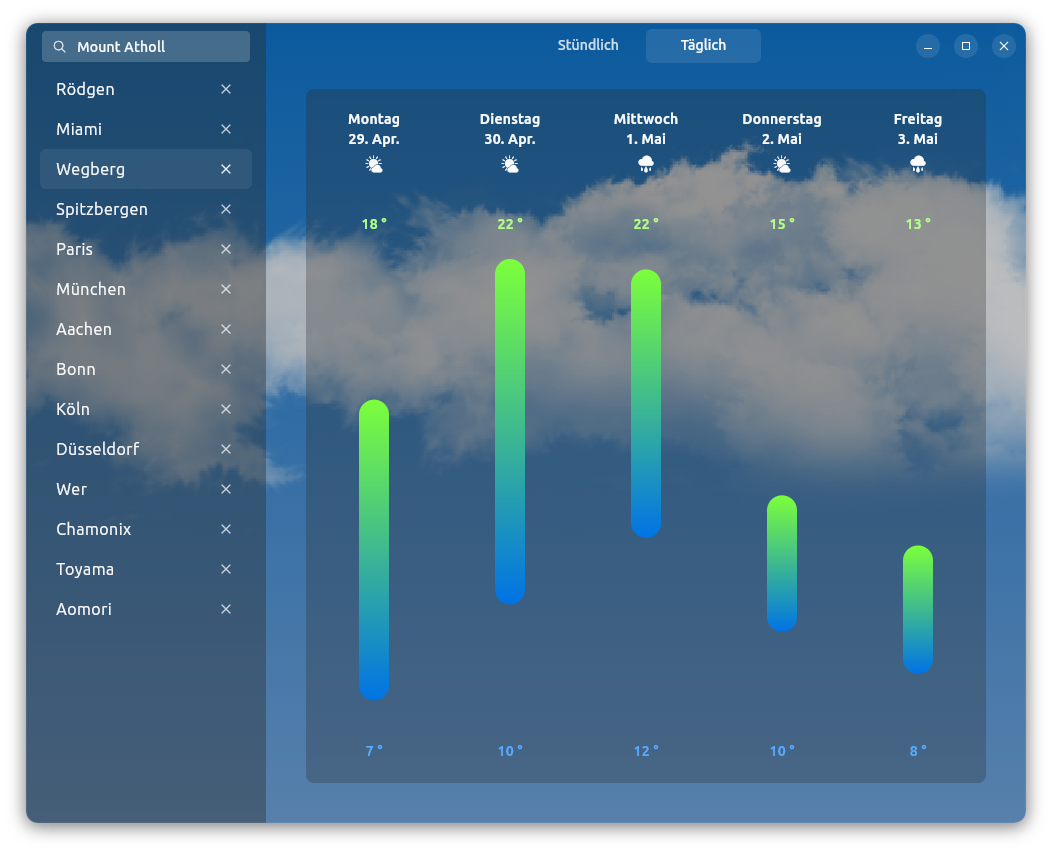 Mount Atholl
Rödgen
Miami
Wegberg
Spitzbergen
Paris
München
Aachen
Bonn
Köln
Düsseldorf
Wer
Chamonix
Toyama
Aomori
Stündlich Täglich
Montag Dienstag Mittwoch Donnerstag Freitag
29. Apr. 30. Apr. 1. Mai 2. Mai 3. Mai
18 ° 22 ° 22 ° 15 ° 13 °
7 ° 10 ° 12 ° 10 ° 8 °